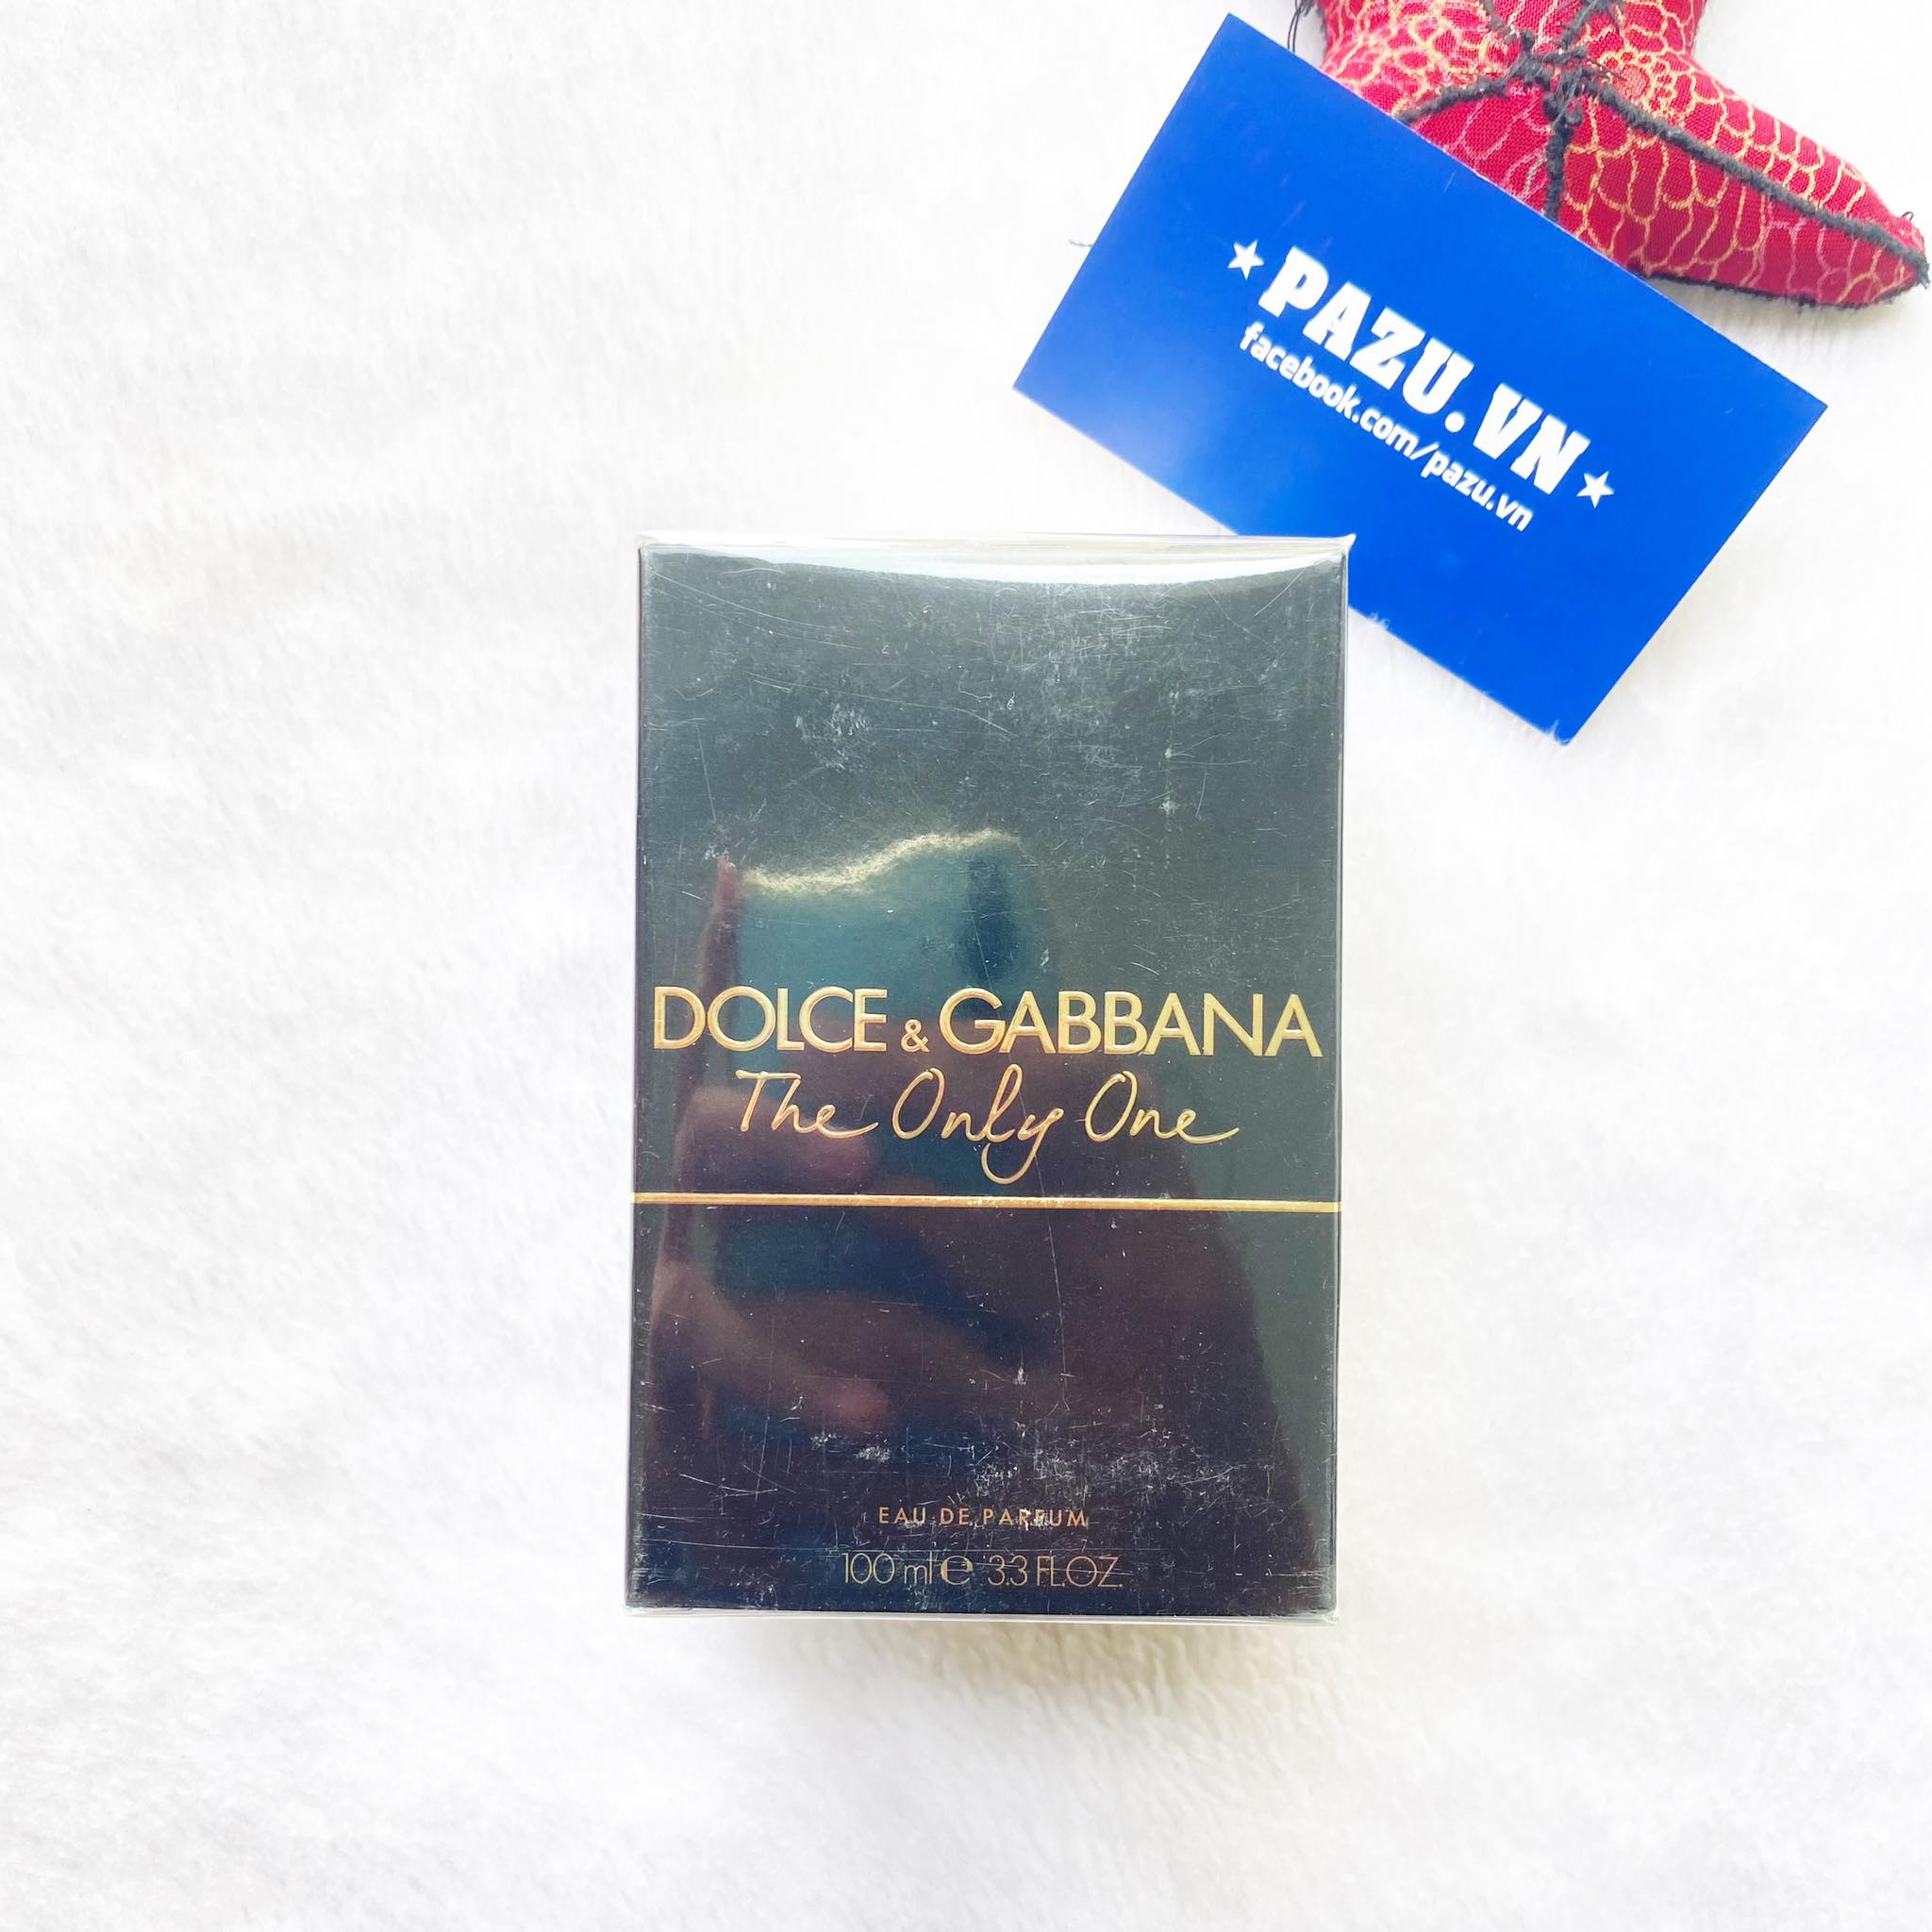 ★PAZU.VN★
facebook.com/pazu.vn
DOLCE & GABBANA
The Only One
EAU DE PARFUM
100 ml ℮ 3.3 FL.OZ.